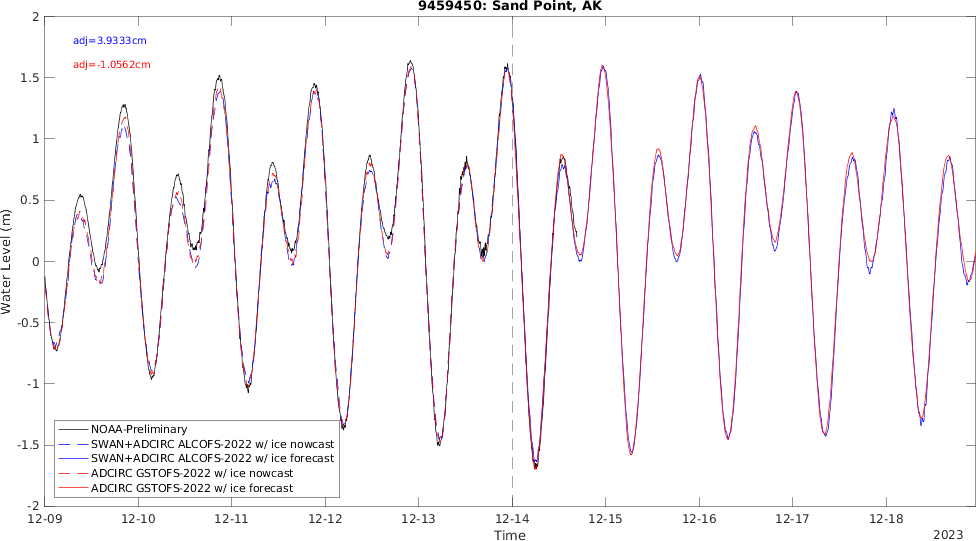 9459450: Sand Point, AK
adj=3.9333cm
adj=-1.0562cm
Water Level (m)
2
1.5
1
0.5
0
-0.5
-1
-1.5
-2
NOAA-Preliminary
SWAN+ADCIRC ALCOFS-2022 w/ ice nowcast
SWAN+ADCIRC ALCOFS-2022 w/ ice forecast
ADCIRC GSTOFS-2022 w/ ice nowcast
ADCIRC GSTOFS-2022 w/ ice forecast
12-09 12-10 12-11 12-12 12-13 12-14 12-15 12-16 12-17 12-18
Time
2023